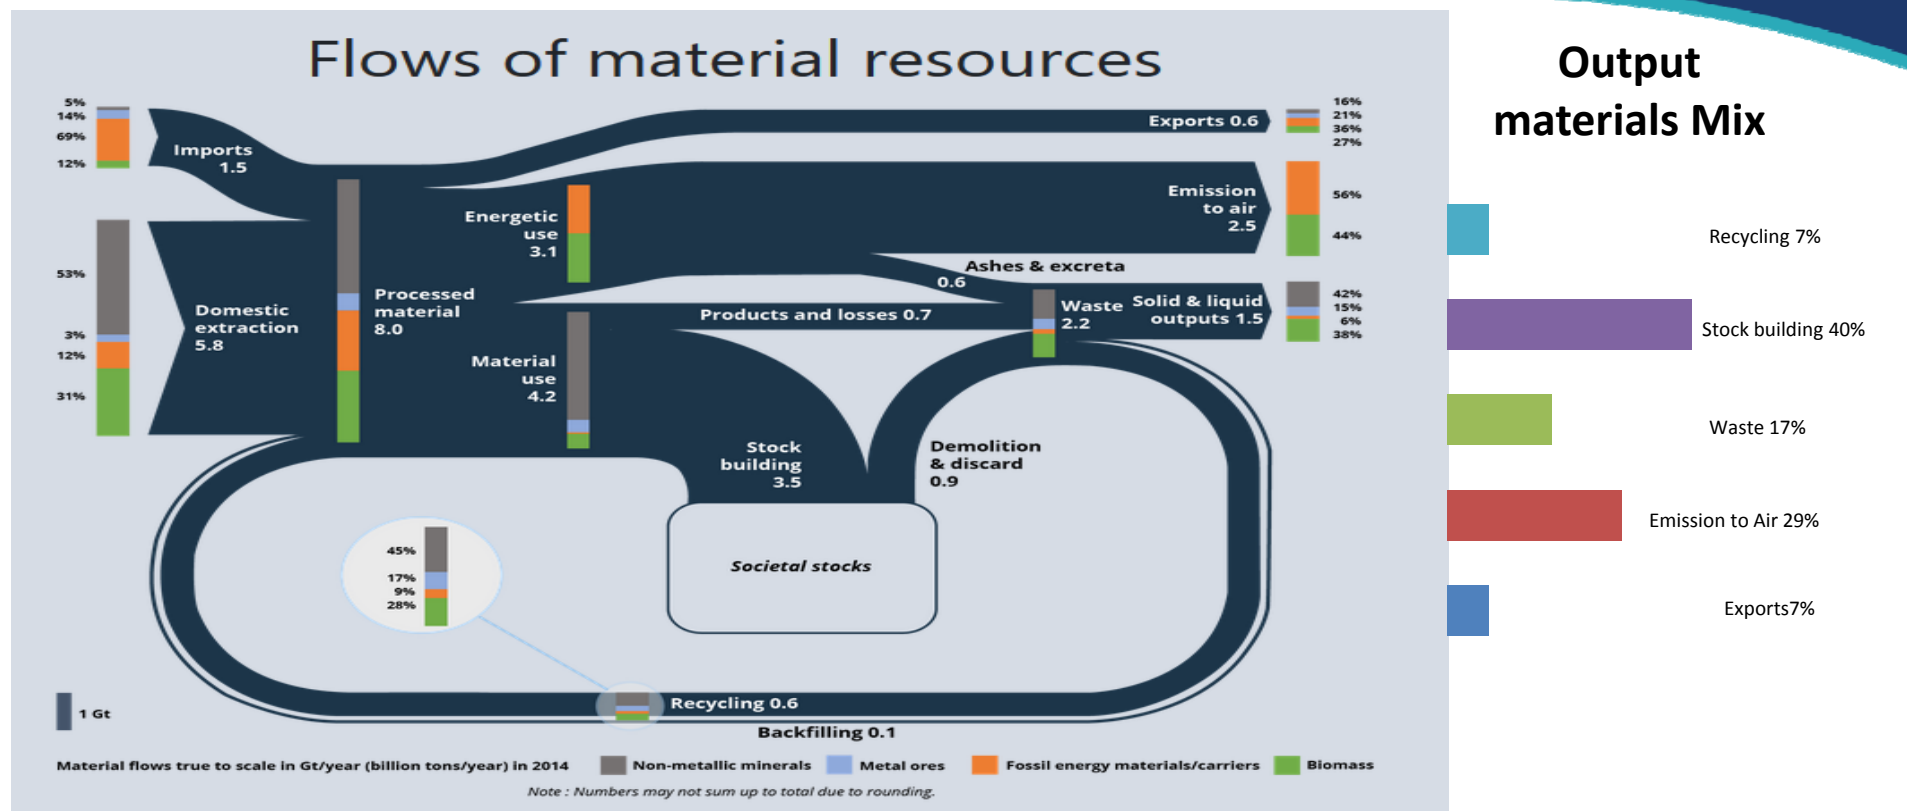 Flows of material resources
5%
14%
69%
12%
Imports
1.5
53%
3%
12%
31%
Domestic
extraction
5.8
Processed
material
8.0
Energetic
use
3.1
Material
use
4.2
Exports 0.6
16%
21%
36%
27%
Emission
to air
2.5
56%
44%
Ashes & excreta
0.6
Products and losses 0.7
Waste
2.2
Solid & liquid
outputs 1.5
42%
15%
6%
38%
Stock
building
3.5
Demolition
& discard
0.9
Societal stocks
45%
17%
9%
28%
Recycling 0.6
Backfilling 0.1
1 Gt
Material flows true to scale in Gt/year (billion tons/year) in 2014
Non-metallic minerals
Metal ores
Fossil energy materials/carriers
Biomass
Note : Numbers may not sum up to total due to rounding.
Output
materials Mix
Recycling 7%
Stock building 40%
Waste 17%
Emission to Air 29%
Exports7%